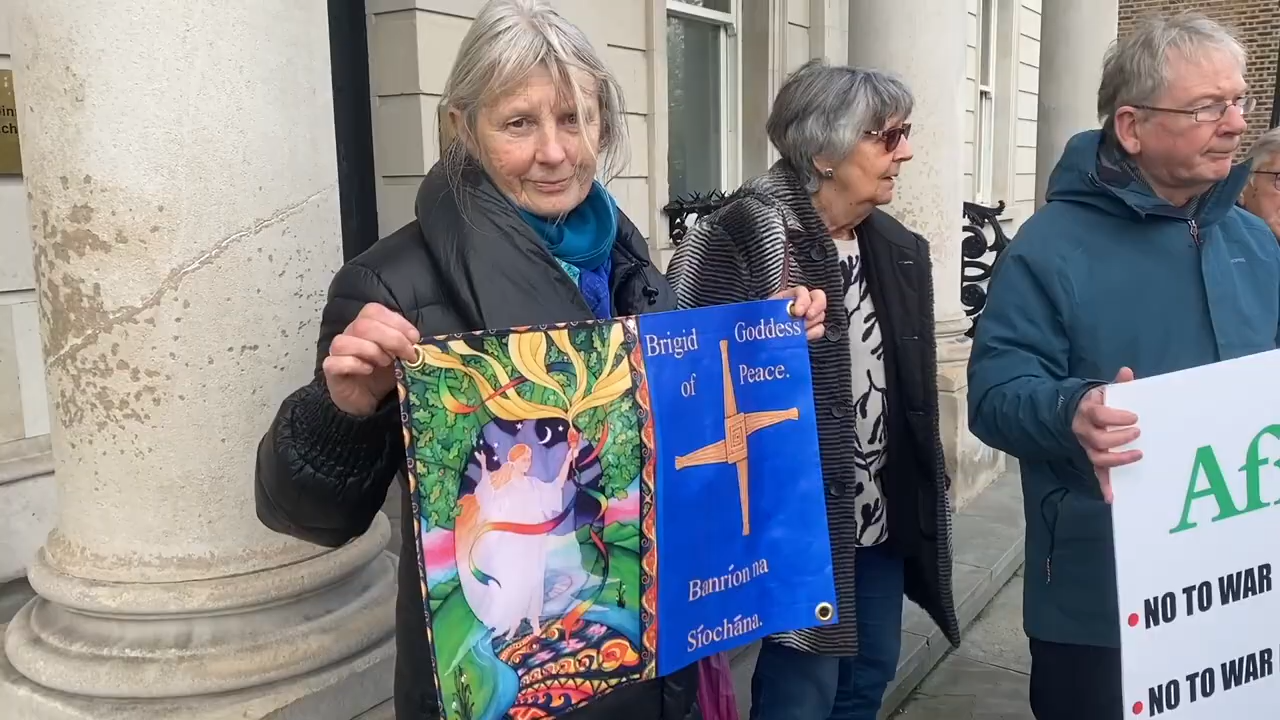 Brigid Goddess
of Peace.
Banríon na
Síochána.
NO TO WAR
NO TO WAR